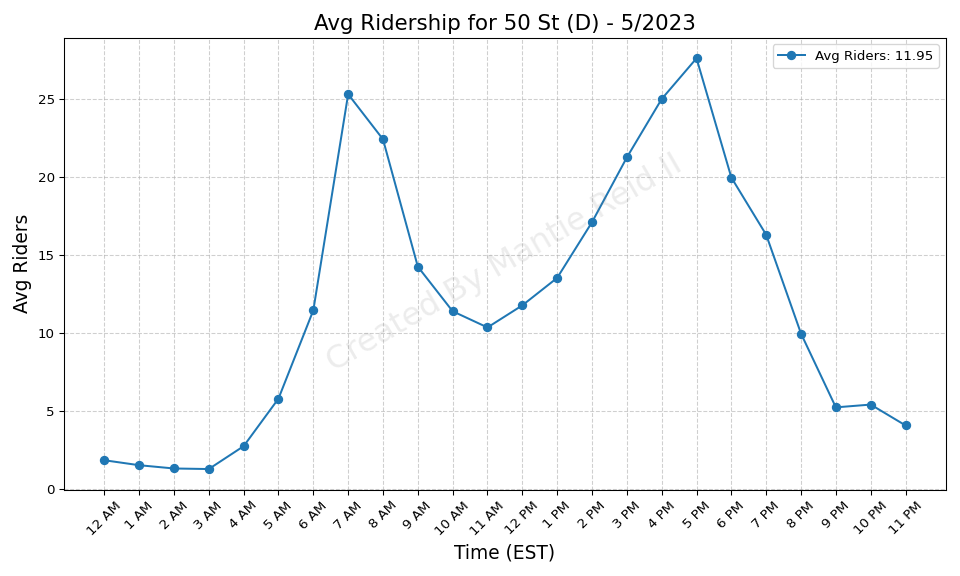 Avg Ridership for 50 St (D) - 5/2023
Avg Riders: 11.95
Avg Riders
25
20
15
10
5
0
Created By Mantie Reid II
12 AM 1 AM 2 AM 3 AM 4 AM 5 AM 6 AM 7 AM 8 AM 9 AM 10 AM 11 AM 12 PM 1 PM 2 PM 3 PM 4 PM 5 PM 6 PM 7 PM 8 PM 9 PM 10 PM 11 PM
Time (EST)